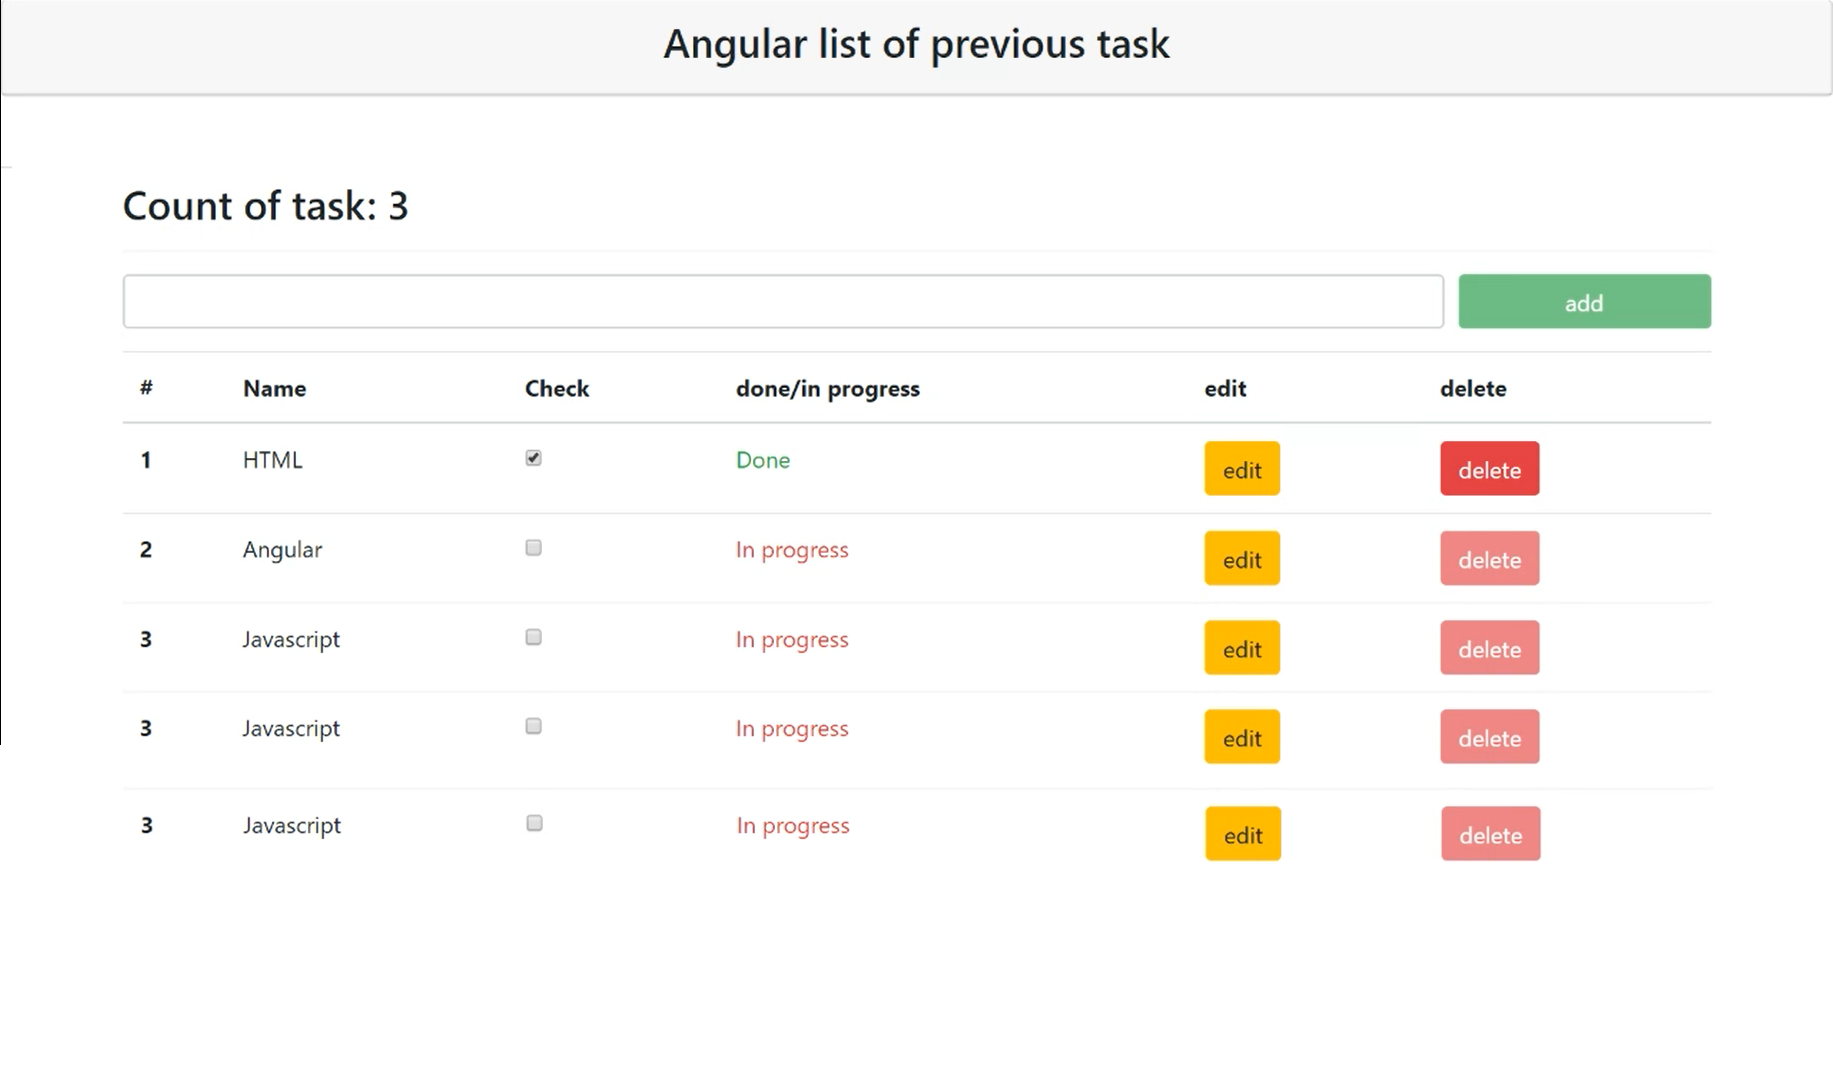 Angular list of previous task
Count of task: 3
add
# Name Check done/in progress edit delete
1 HTML Done edit delete
2 Angular In progress edit delete
3 Javascript In progress edit delete
3 Javascript In progress edit delete
3 Javascript In progress edit delete